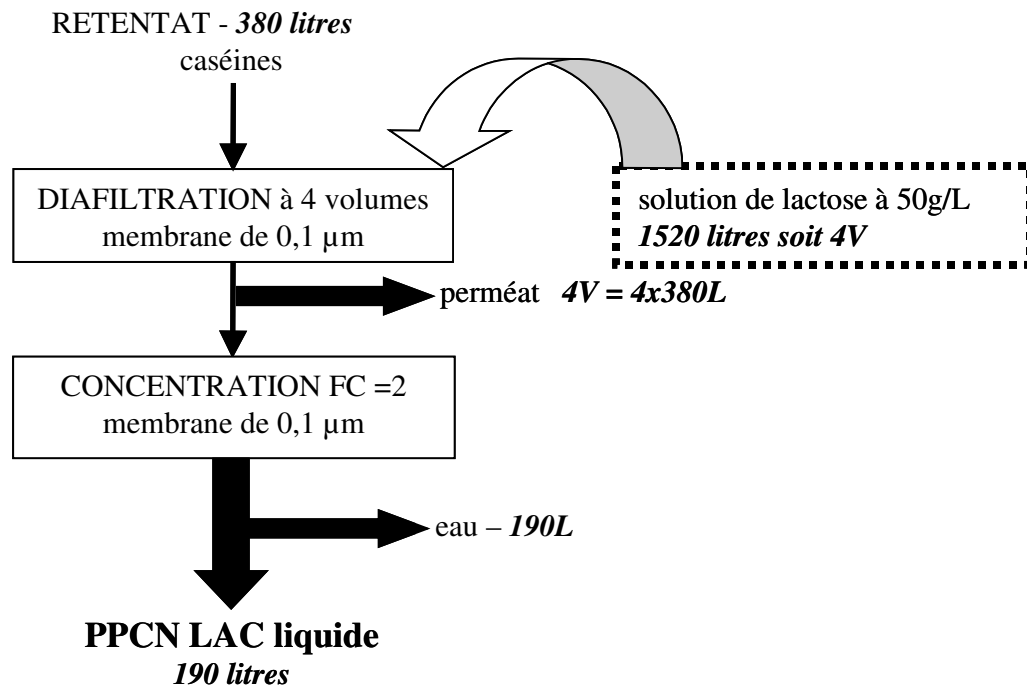 RETENTAT - 380 litres
caséines
DIAFILTRATION à 4 volumes
membrane de 0,1 µm
solution de lactose à 50g/L
1520 litres soit 4V
perméat 4V = 4x380L
CONCENTRATION FC =2
membrane de 0,1 µm
eau – 190L
PPCN LAC liquide
190 litres